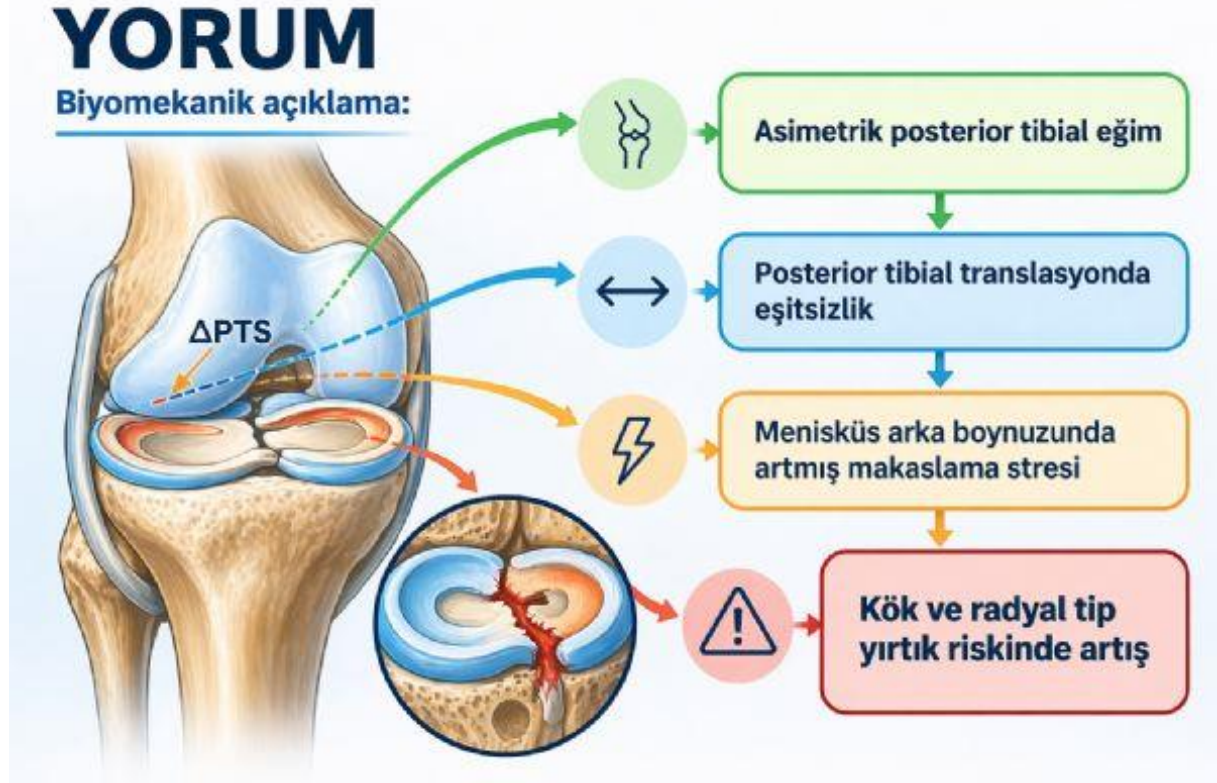 YORUM
Biyomekanik açıklama:
ΔPTS
Asimetrik posterior tibial eğim
Posterior tibial translasyonda
eşitsizlik
Menisküs arka boynuzunda
artmış makaslama stresi
Kök ve radyal tip
yırtık riskinde artış